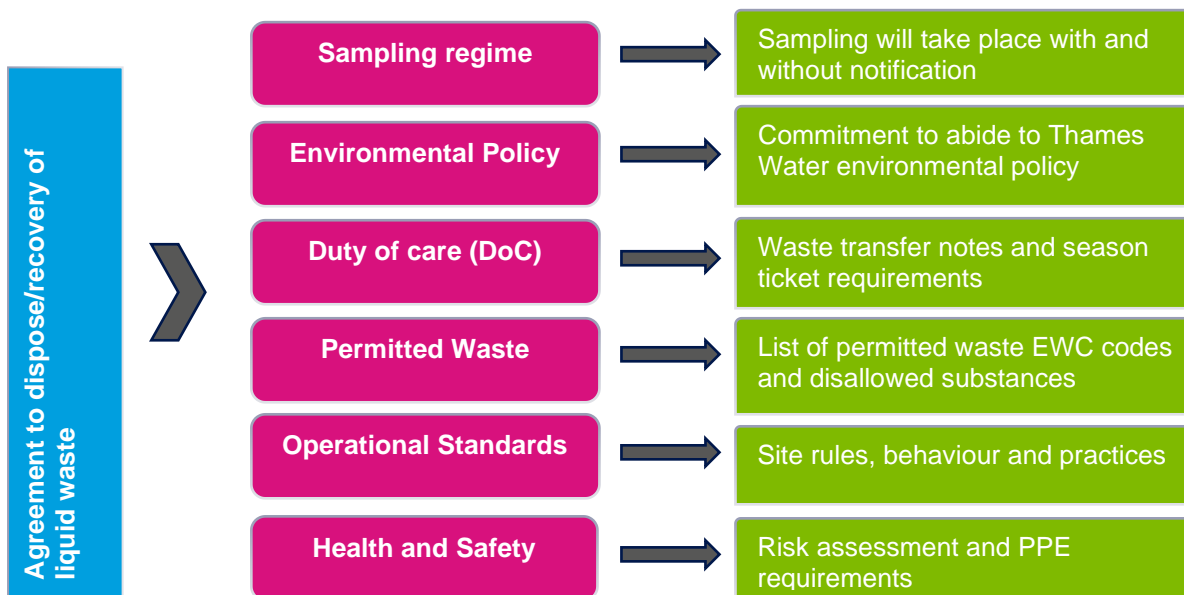 Agreement to dispose/recovery of
liquid waste
Sampling regime
Sampling will take place with and
without notification
Environmental Policy
Commitment to abide to Thames
Water environmental policy
Duty of care (DoC)
Waste transfer notes and season
ticket requirements
Permitted Waste
List of permitted waste EWC codes
and disallowed substances
Operational Standards
Site rules, behaviour and practices
Health and Safety
Risk assessment and PPE
requirements